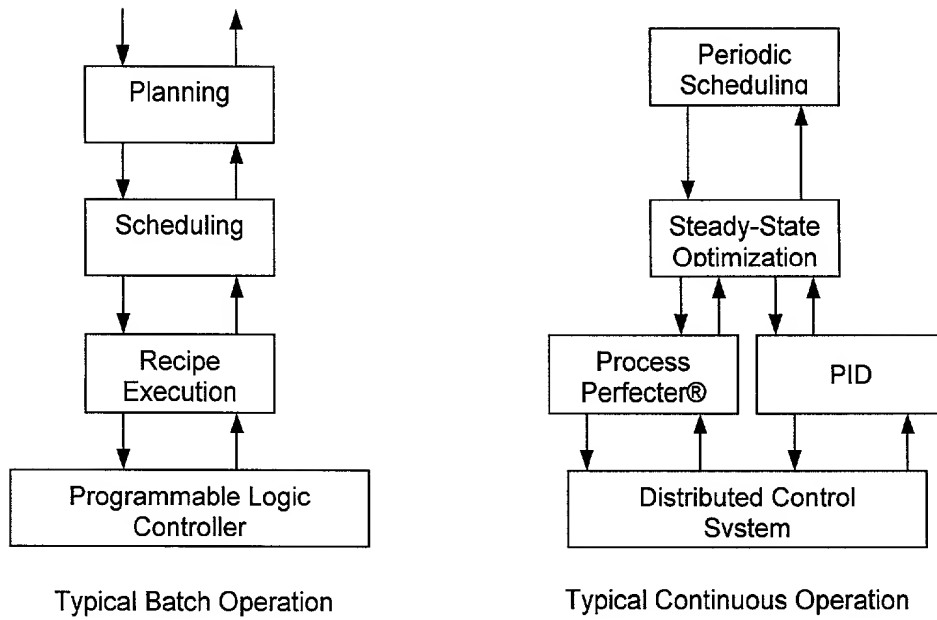 Planning
Scheduling
Recipe
Execution
Programmable Logic
Controller
Typical Batch Operation
Periodic
Scheduling
Steady-State
Optimization
Process
Perfecter®
PID
Distributed Control
System
Typical Continuous Operation